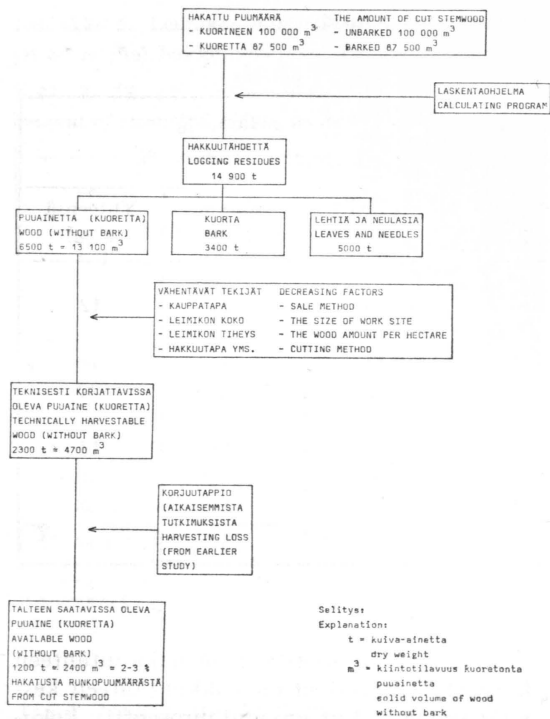 HAKATTU PUUMÄÄRÄ THE AMOUNT OF CUT STEMWOOD
- KUORINEEN 100 000 m³ - UNBARKED 100 000 m³
- KUORETTA 87 500 m³ - BARKED 87 500 m³
LASKENTAOHJELMA
CALCULATING PROGRAM
HAKKUUTÄHDETTÄ
LOGGING RESIDUES
14 900 t
PUUAINETTA (KUORETTA)
WOOD (WITHOUT BARK)
6500 t = 13 100 m³
KUORTA
BARK
3400 t
LEHTIÄ JA NEULASIA
LEAVES AND NEEDLES
5000 t
VÄHENTÄVÄT TEKIJÄT DECREASING FACTORS
- KAUPPATAPA - SALE METHOD
- LEIMIKON KOKO - THE SIZE OF WORK SITE
- LEIMIKON TIHEYS - THE WOOD AMOUNT PER HECTARE
- HAKKUUTAPA YMS. - CUTTING METHOD
TEKNISESTI KORJATTAVISSA
OLEVA PUUAINE (KUORETTA)
TECHNICALLY HARVESTABLE
WOOD (WITHOUT BARK)
2300 t = 4700 m³
KORJUUTAPPIO
(AIKAISEMMISTA
TUTKIMUKSISTA
HARVESTING LOSS
(FROM EARLIER
STUDY)
TALTEEN SAATAVISSA OLEVA
PUUAINE (KUORETTA)
AVAILABLE WOOD
(WITHOUT BARK)
1200 t = 2400 m³ = 2-3 %
HAKATUSTA RUNKOPUUMÄÄRÄSTÄ
FROM CUT STEMWOOD
Selitys:
Explanation:
t = kuiva-ainetta
dry weight
m³ = kiintotilavuus kuoretonta
puuainetta
solid volume of wood
without bark